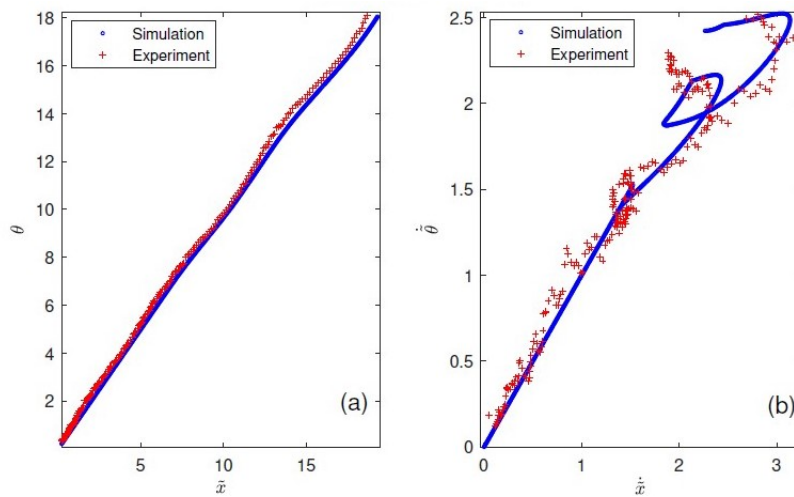 Simulation
Experiment
18
16
14
12
10
8
6
4
2
θ
5
10
15
x̃
(a)
Simulation
Experiment
2.5
2
1.5
1
0.5
0
θ̃̇
0
1
2
3
x̃̇
(b)